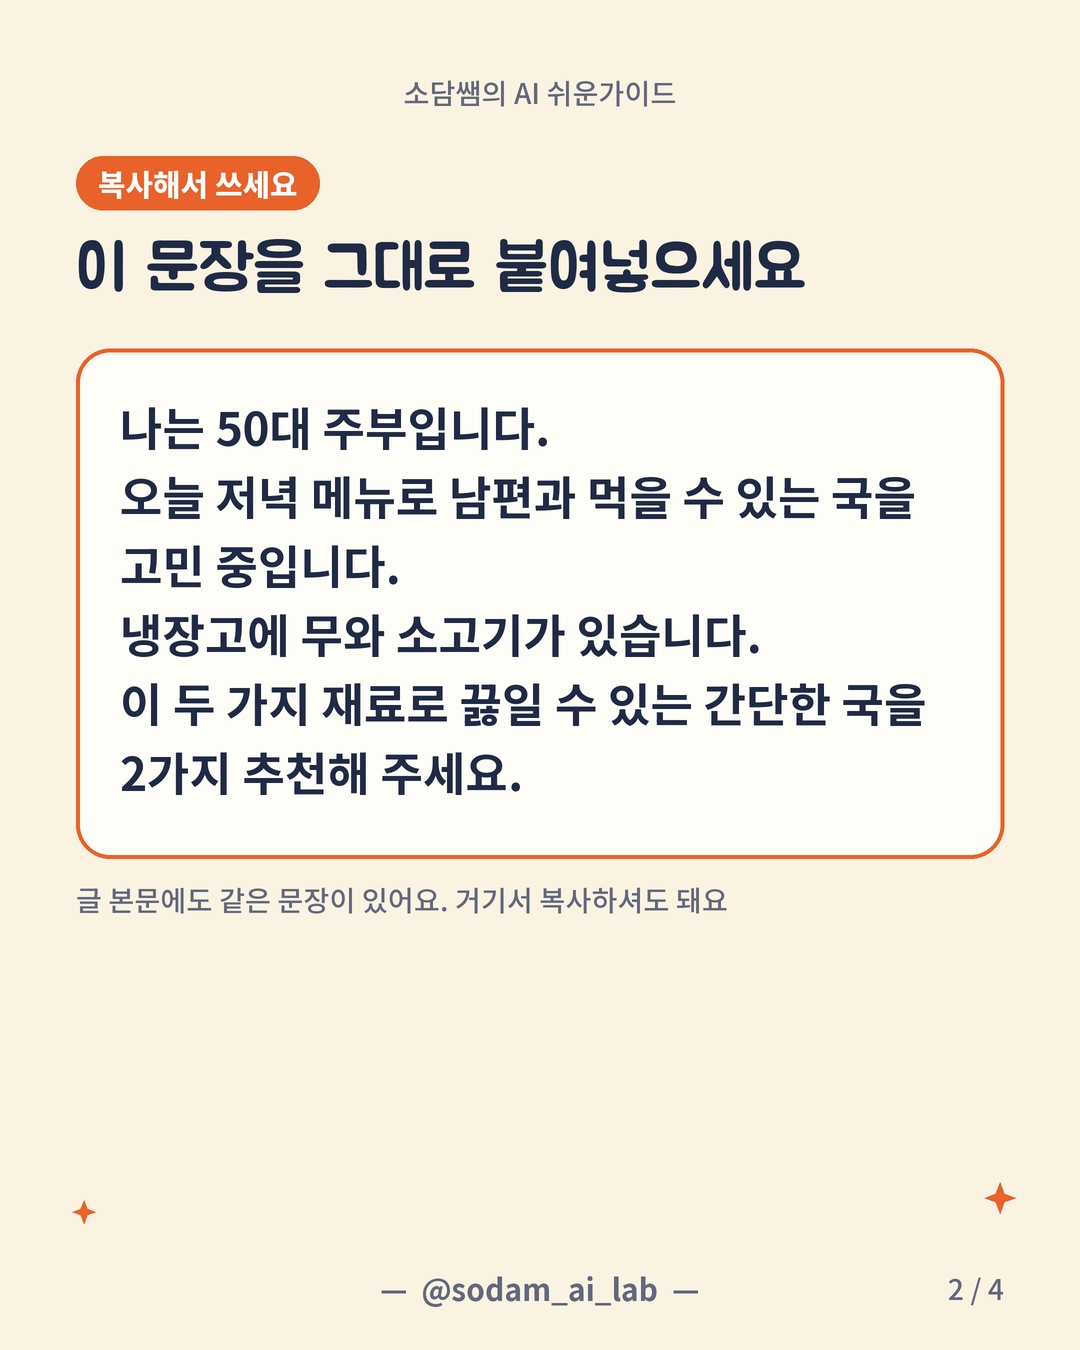 소담쌤의 AI 쉬운가이드
복사해서 쓰세요
이 문장을 그대로 붙여넣으세요
나는 50대 주부입니다.
오늘 저녁 메뉴로 남편과 먹을 수 있는 국을
고민 중입니다.
냉장고에 무와 소고기가 있습니다.
이 두 가지 재료로 끓일 수 있는 간단한 국을
2가지 추천해 주세요.
글 본문에도 같은 문장이 있어요. 거기서 복사하셔도 돼요
— @sodam_ai_lab —
2 / 4